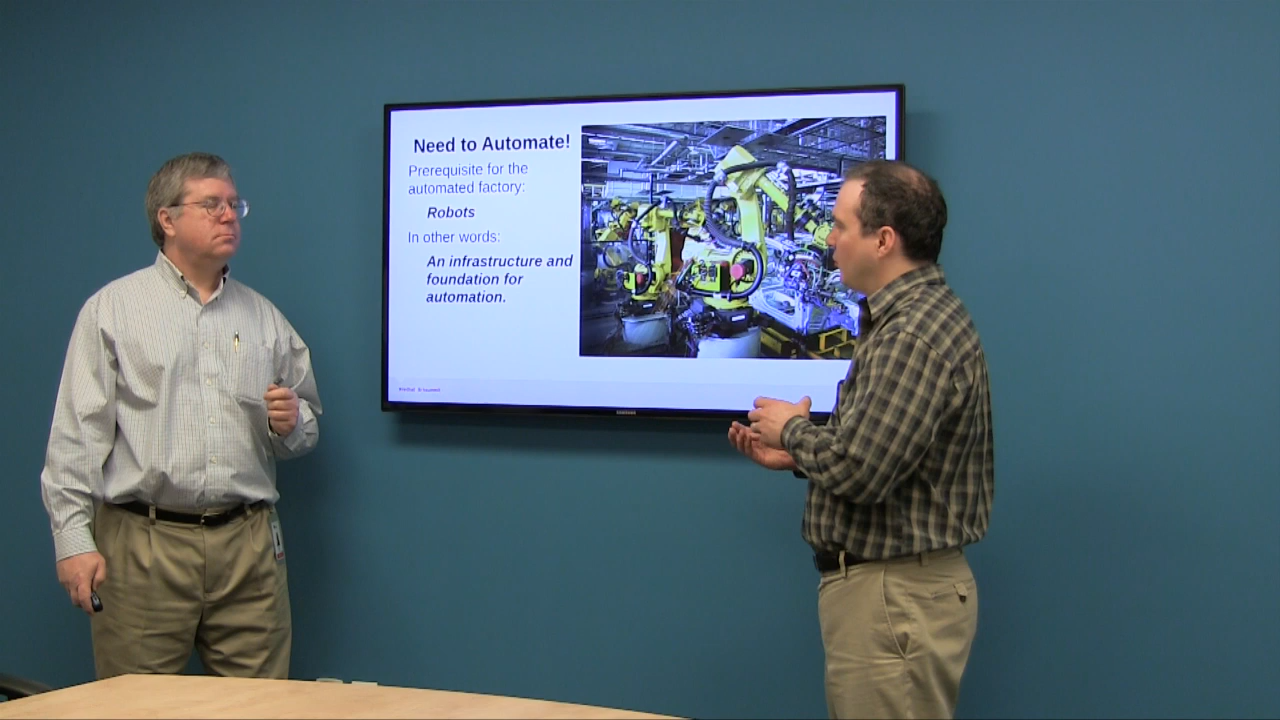 Need to Automate!
Prerequisite for the
automated factory:
Robots
In other words:
An infrastructure and
foundation for
automation.
SAMSUNG